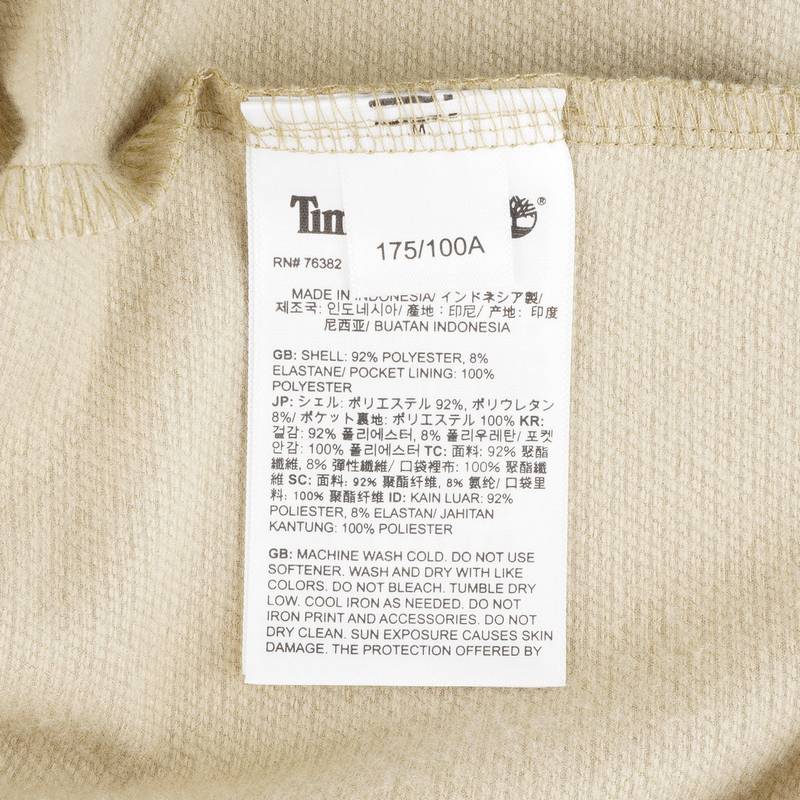 M
Tim ®
175/100A
RN# 76382
MADE IN INDONESIA/ インドネシア製/
제조국: 인도네시아/ 產地：印尼/ 产地：印度
尼西亚/ BUATAN INDONESIA
GB: SHELL: 92% POLYESTER, 8%
ELASTANE/ POCKET LINING: 100%
POLYESTER
JP: シェル: ポリエステル 92%, ポリウレタン
8%/ ポケット裏地: ポリエステル 100% KR:
겉감: 92% 폴리에스터, 8% 폴리우레탄/ 포켓
안감: 100% 폴리에스터 TC: 面料: 92% 聚酯
纖維, 8% 彈性纖維/ 口袋裡布: 100% 聚酯纖
維 SC: 面料: 92% 聚酯纤维, 8% 氨纶/ 口袋里
料: 100% 聚酯纤维 ID: KAIN LUAR: 92%
POLIESTER, 8% ELASTAN/ JAHITAN
KANTUNG: 100% POLIESTER
GB: MACHINE WASH COLD. DO NOT USE
SOFTENER. WASH AND DRY WITH LIKE
COLORS. DO NOT BLEACH. TUMBLE DRY
LOW. COOL IRON AS NEEDED. DO NOT
IRON PRINT AND ACCESSORIES. DO NOT
DRY CLEAN. SUN EXPOSURE CAUSES SKIN
DAMAGE. THE PROTECTION OFFERED BY